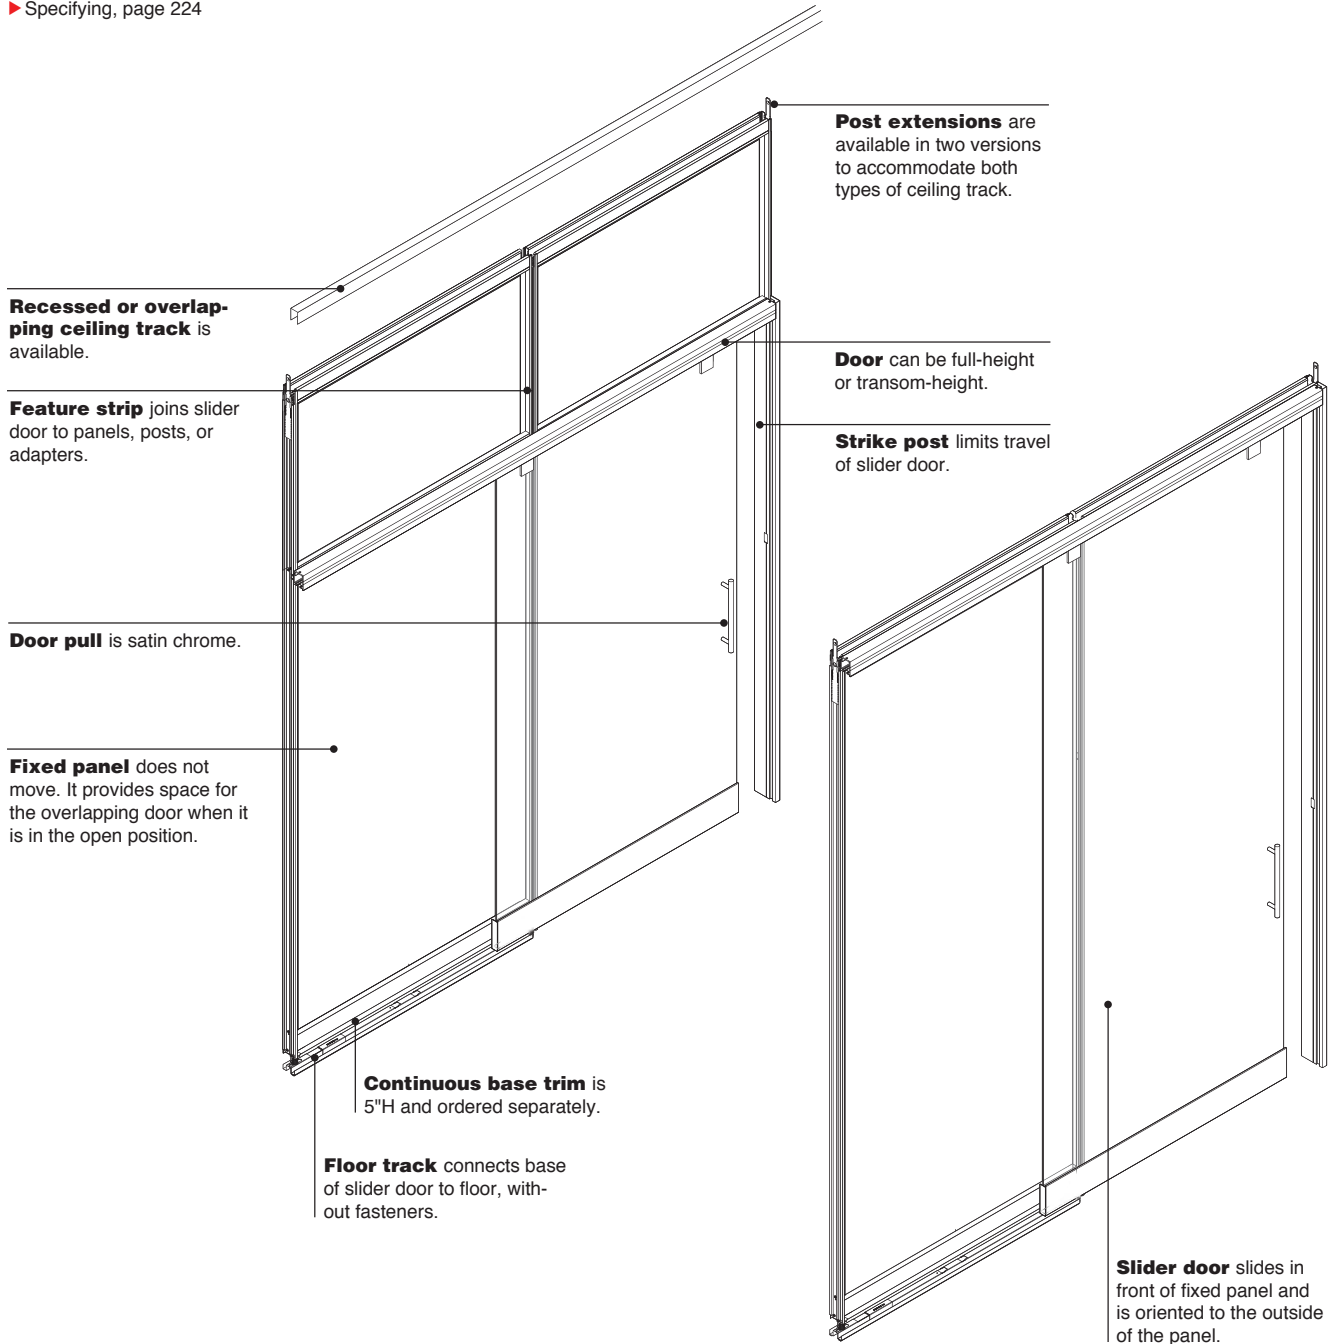 Specifying, page 224
Post extensions are
available in two versions
to accommodate both
types of ceiling track.
Recessed or overlap-
ping ceiling track is
available.
Door can be full-height
or transom-height.
Feature strip joins slider
door to panels, posts, or
adapters.
Strike post limits travel
of slider door.
Door pull is satin chrome.
Fixed panel does not
move. It provides space for
the overlapping door when it
is in the open position.
Continuous base trim is
5"H and ordered separately.
Floor track connects base
of slider door to floor, with-
out fasteners.
Slider door slides in
front of fixed panel and
is oriented to the outside
of the panel.